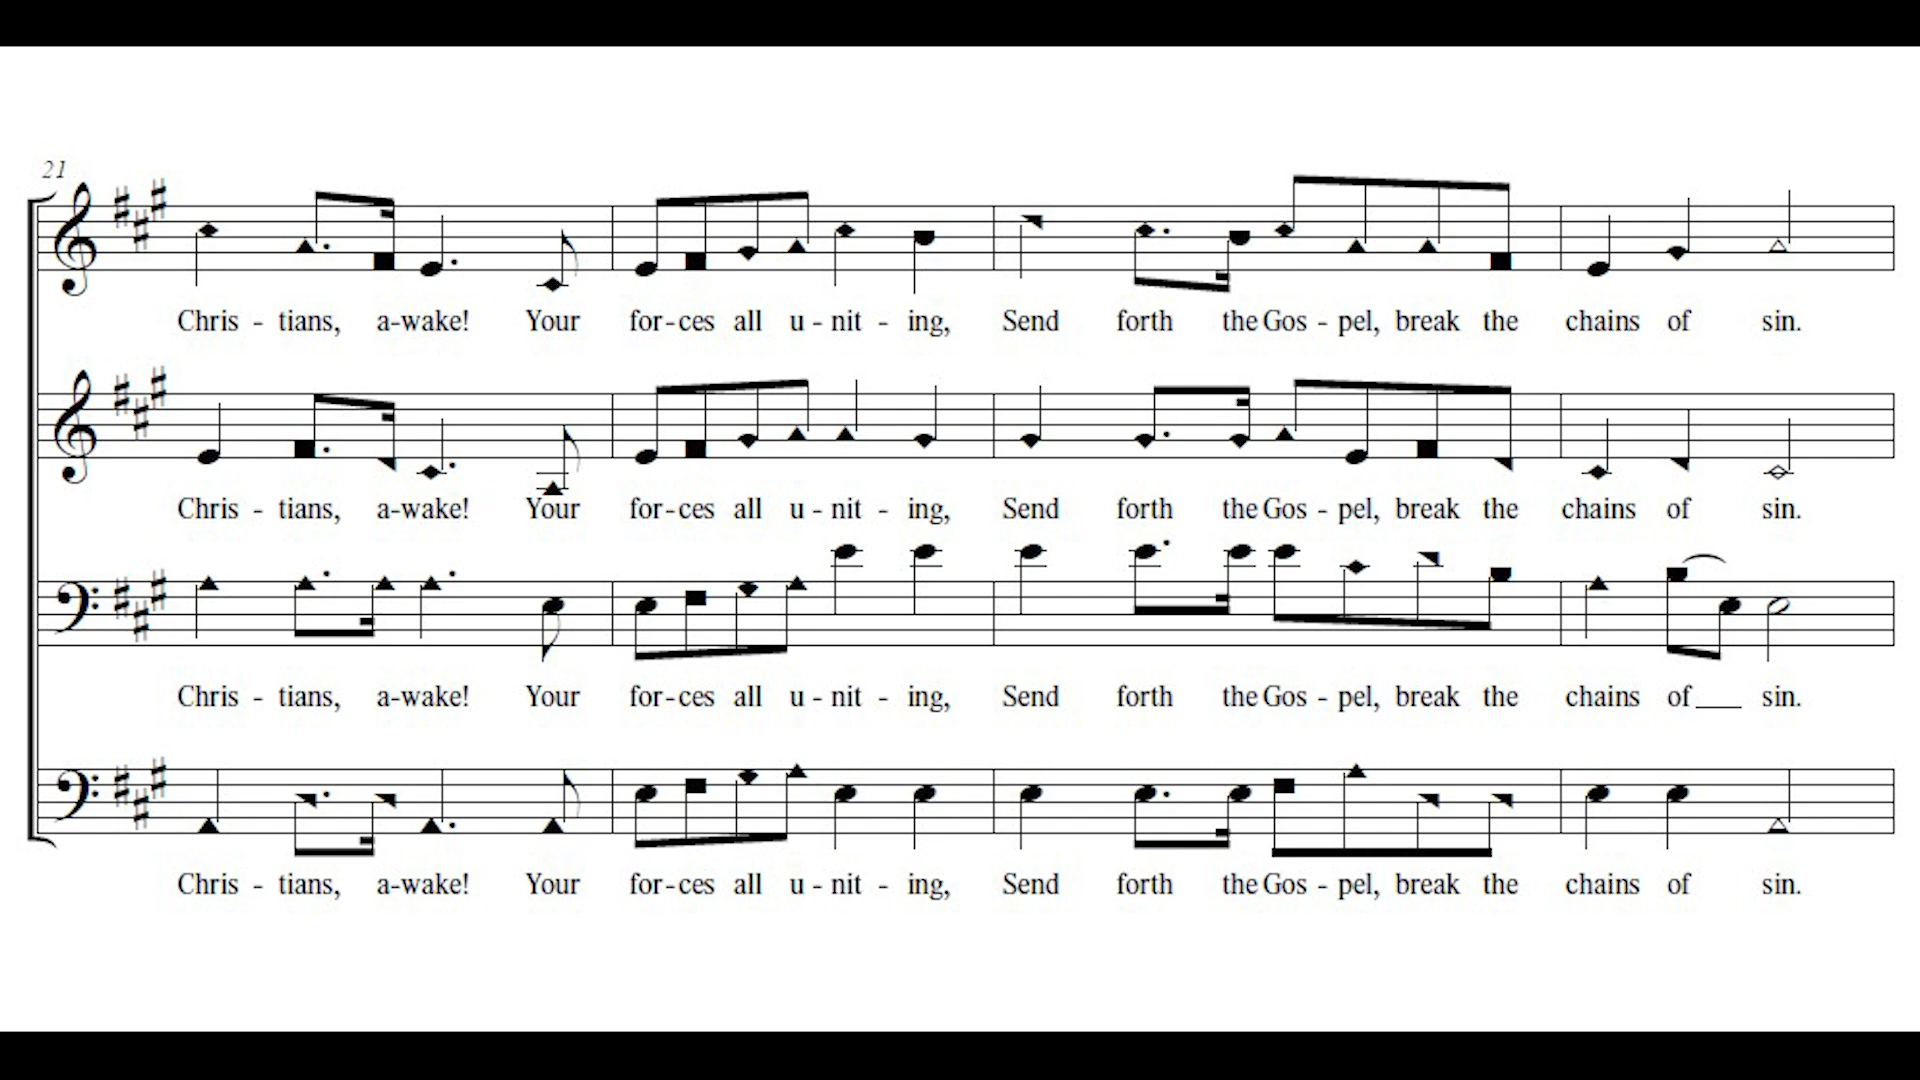 21
Chris - tians, a-wake! Your for-ces all u - nit - ing, Send forth the Gos - pel, break the chains of sin.
Chris - tians, a-wake! Your for-ces all u - nit - ing, Send forth the Gos - pel, break the chains of sin.
Chris - tians, a-wake! Your for-ces all u - nit - ing, Send forth the Gos - pel, break the chains of___ sin.
Chris - tians, a-wake! Your for-ces all u - nit - ing, Send forth the Gos - pel, break the chains of sin.